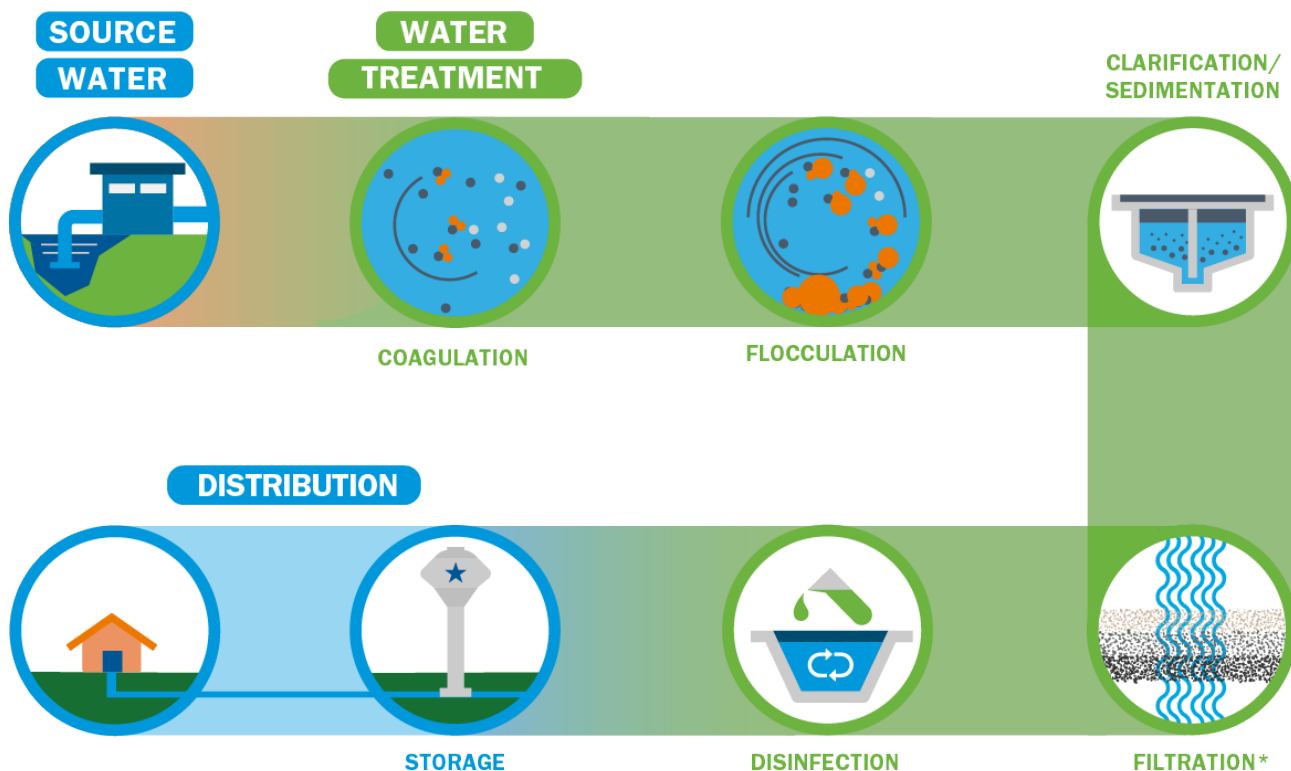 SOURCE
WATER
WATER
TREATMENT
CLARIFICATION/
SEDIMENTATION
COAGULATION
FLOCCULATION
DISTRIBUTION
STORAGE
DISINFECTION
FILTRATION*